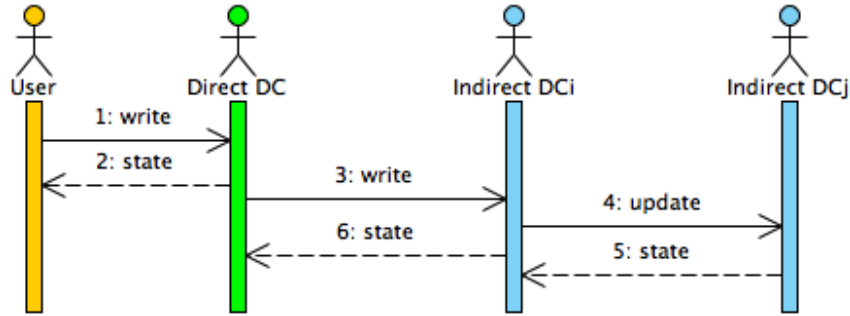 User
Direct DC
Indirect DCi
Indirect DCj
1: write
2: state
3: write
4: update
6: state
5: state